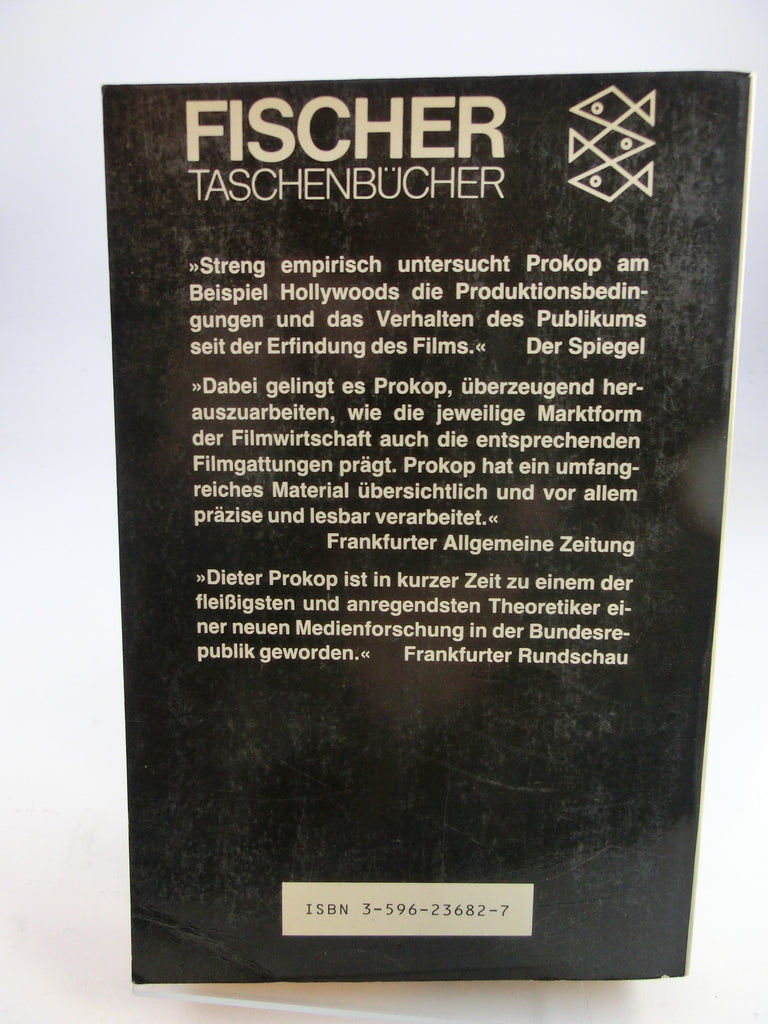 FISCHER
TASCHENBÜCHER
»Streng empirisch untersucht Prokop am
Beispiel Hollywoods die Produktionsbedin-
gungen und das Verhalten des Publikums
seit der Erfindung des Films.« Der Spiegel
»Dabei gelingt es Prokop, überzeugend her-
auszuarbeiten, wie die jeweilige Marktform
der Filmwirtschaft auch die entsprechenden
Filmgattungen prägt. Prokop hat ein umfang-
reiches Material übersichtlich und vor allem
präzise und lesbar verarbeitet.«
Frankfurter Allgemeine Zeitung
»Dieter Prokop ist in kurzer Zeit zu einem der
fleißigsten und anregendsten Theoretiker ei-
ner neuen Medienforschung in der Bundesre-
publik geworden.« Frankfurter Rundschau
ISBN 3-596-23682-7